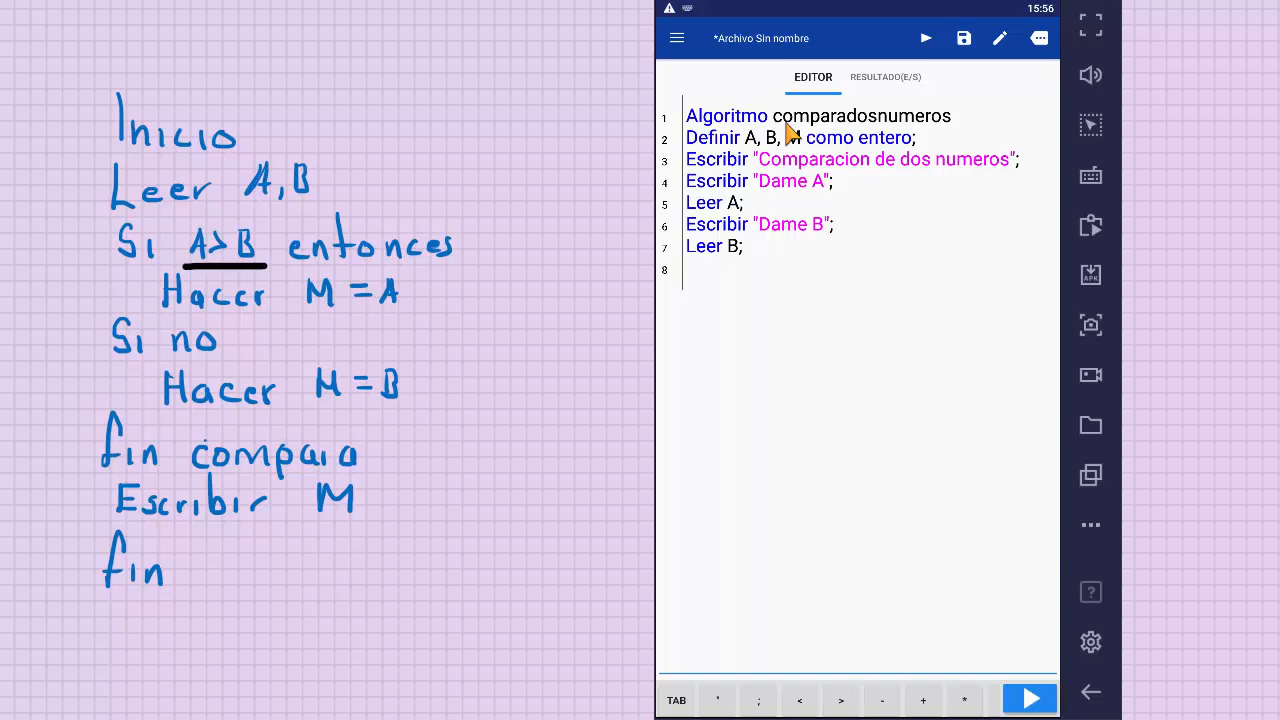 Inicio
Leer A, B
Si A > B entonces
Hacer M = A
Si no
Hacer M = B
fin compara
Escribir M
fin
15:56
*Archivo Sin nombre
EDITOR RESULTADO(E/S)
1 Algoritmo comparadosnumeros
2 Definir A, B, M como entero;
3 Escribir "Comparacion de dos numeros";
4 Escribir "Dame A";
5 Leer A;
6 Escribir "Dame B";
7 Leer B;
8
TAB " ; < > - + *
APK